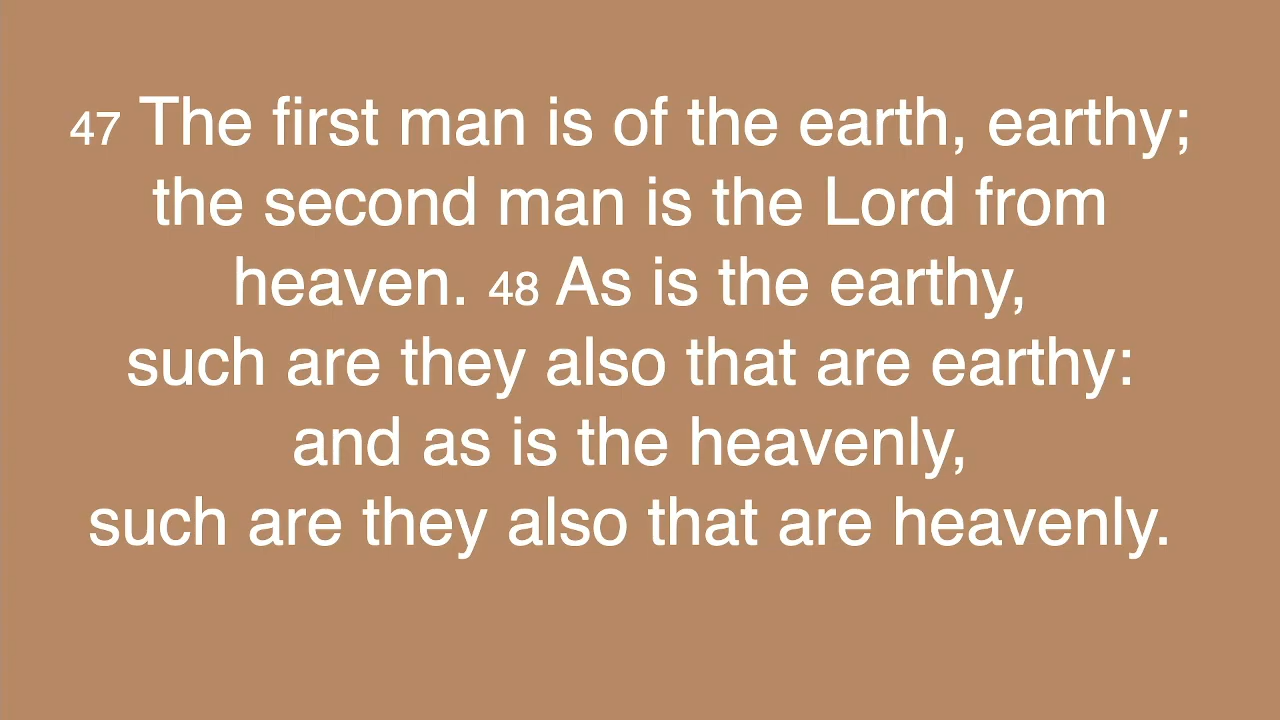 47 The first man is of the earth, earthy;
the second man is the Lord from
heaven. 48 As is the earthy,
such are they also that are earthy:
and as is the heavenly,
such are they also that are heavenly.